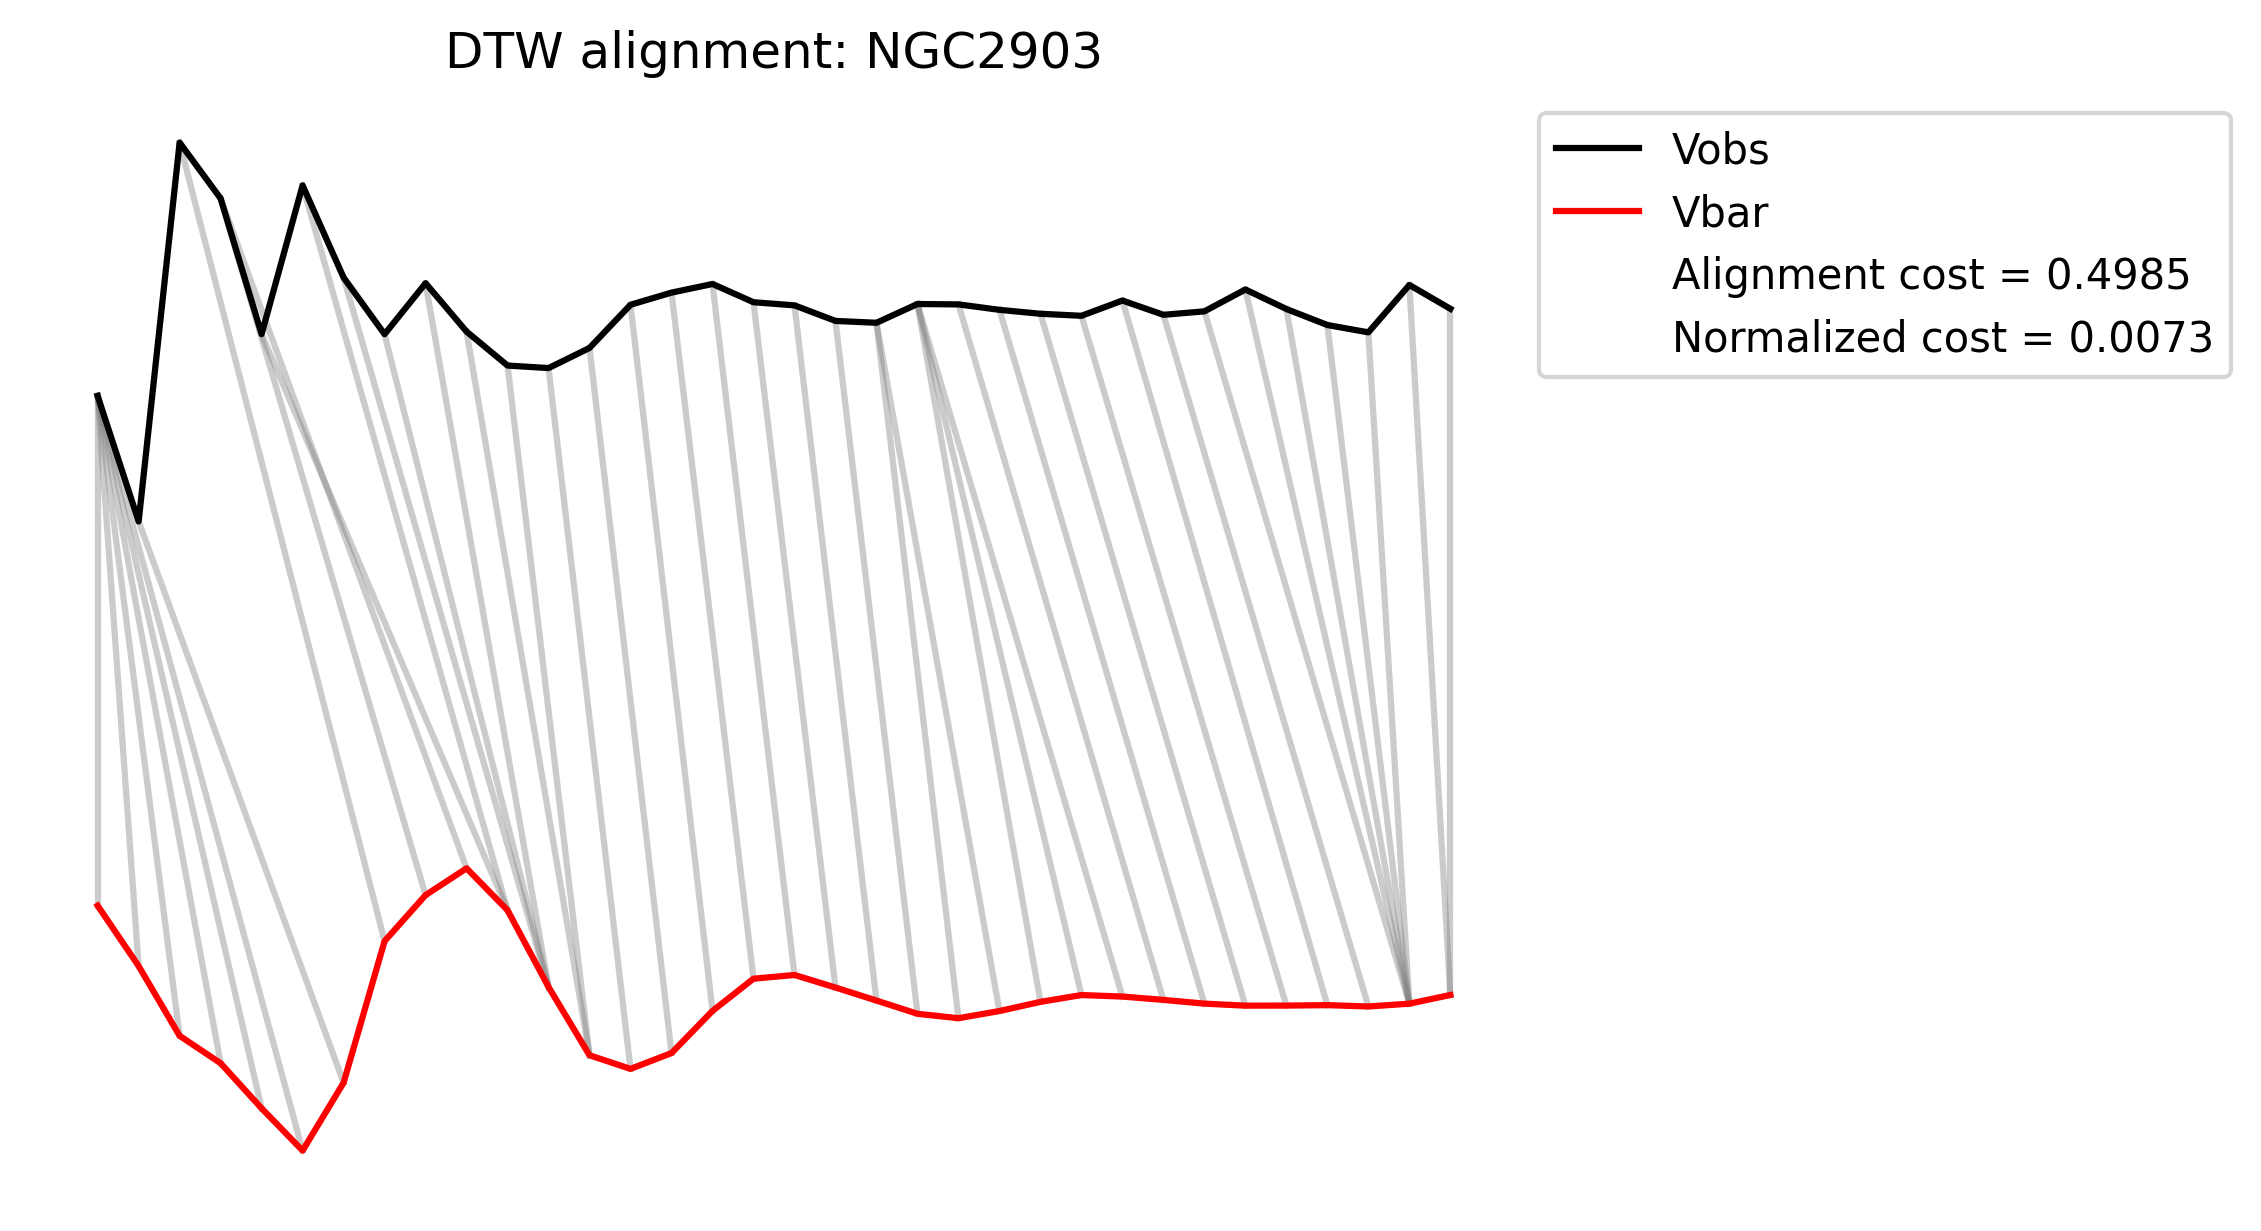 DTW alignment: NGC2903
Vobs
Vbar
Alignment cost = 0.4985
Normalized cost = 0.0073